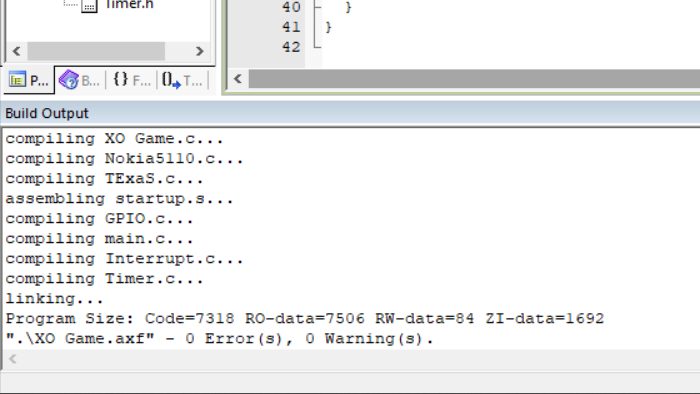 Timer.h
40 }
41 }
42
P... B... {} F... 0 T...
Build Output
compiling XO Game.c...
compiling Nokia5110.c...
compiling TExaS.c...
assembling startup.s...
compiling GPIO.c...
compiling main.c...
compiling Interrupt.c...
compiling Timer.c...
linking...
Program Size: Code=7318 RO-data=7506 RW-data=84 ZI-data=1692
".\XO Game.axf" - 0 Error(s), 0 Warning(s).